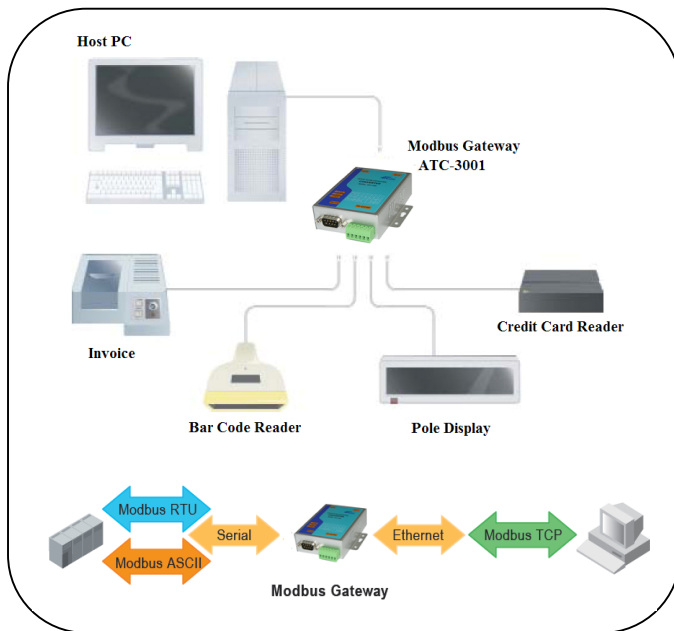 Host PC
Modbus Gateway
ATC-3001
Invoice
Credit Card Reader
Bar Code Reader
Pole Display
Modbus RTU
Serial
Ethernet
Modbus TCP
Modbus ASCII
Modbus Gateway